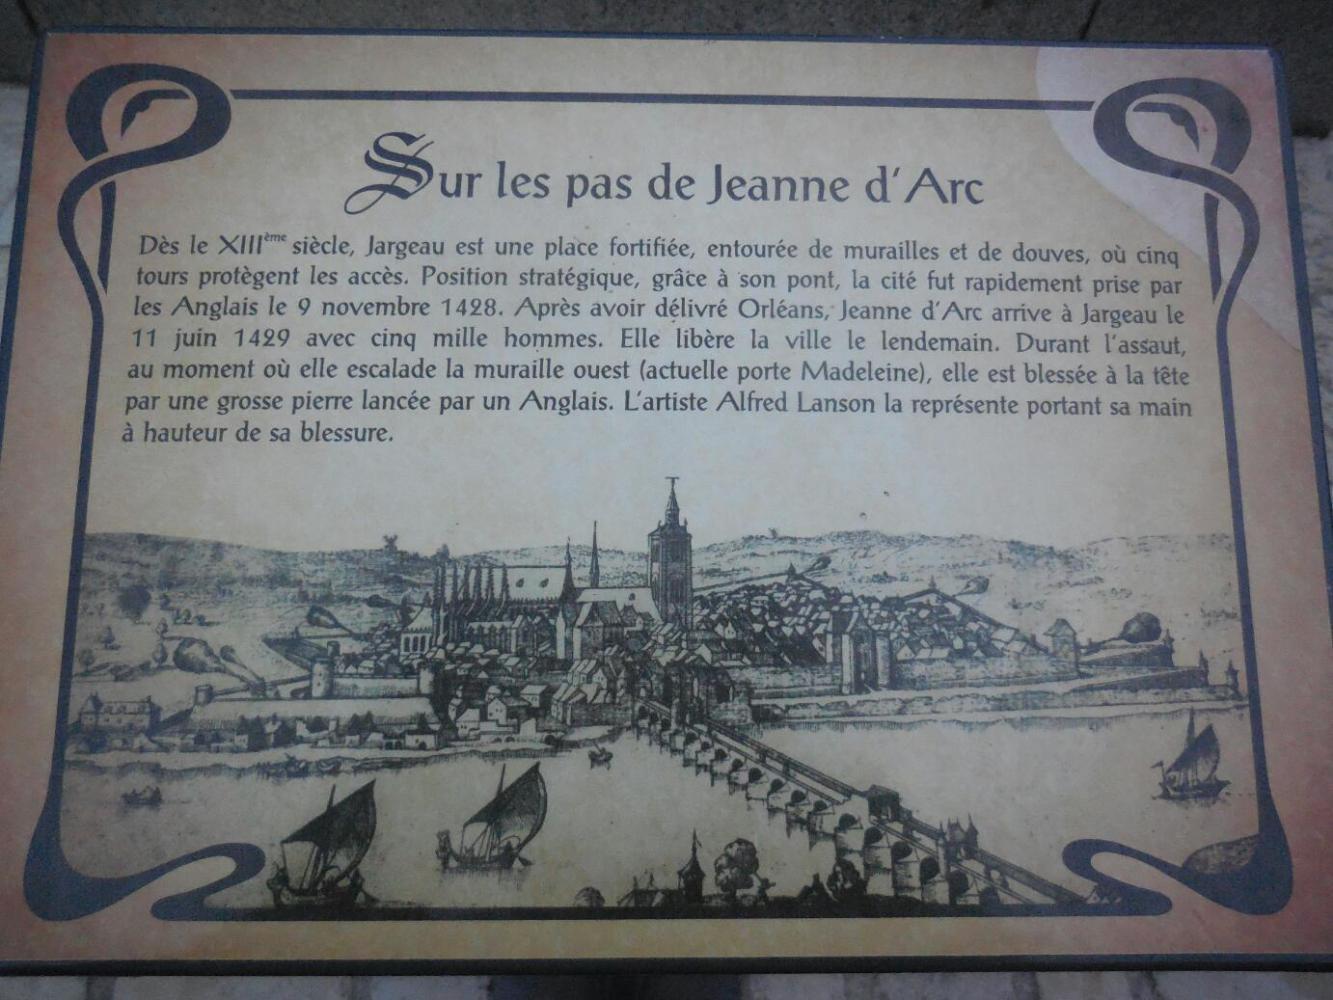 Sur les pas de Jeanne d'Arc
Dès le XIIIème siècle, Jargeau est une place fortifiée, entourée de murailles et de douves, où cinq
tours protègent les accès. Position stratégique, grâce à son pont, la cité fut rapidement prise par
les Anglais le 9 novembre 1428. Après avoir délivré Orléans, Jeanne d'Arc arrive à Jargeau le
11 juin 1429 avec cinq mille hommes. Elle libère la ville le lendemain. Durant l'assaut,
au moment où elle escalade la muraille ouest (actuelle porte Madeleine), elle est blessée à la tête
par une grosse pierre lancée par un Anglais. L'artiste Alfred Lanson la représente portant sa main
à hauteur de sa blessure.